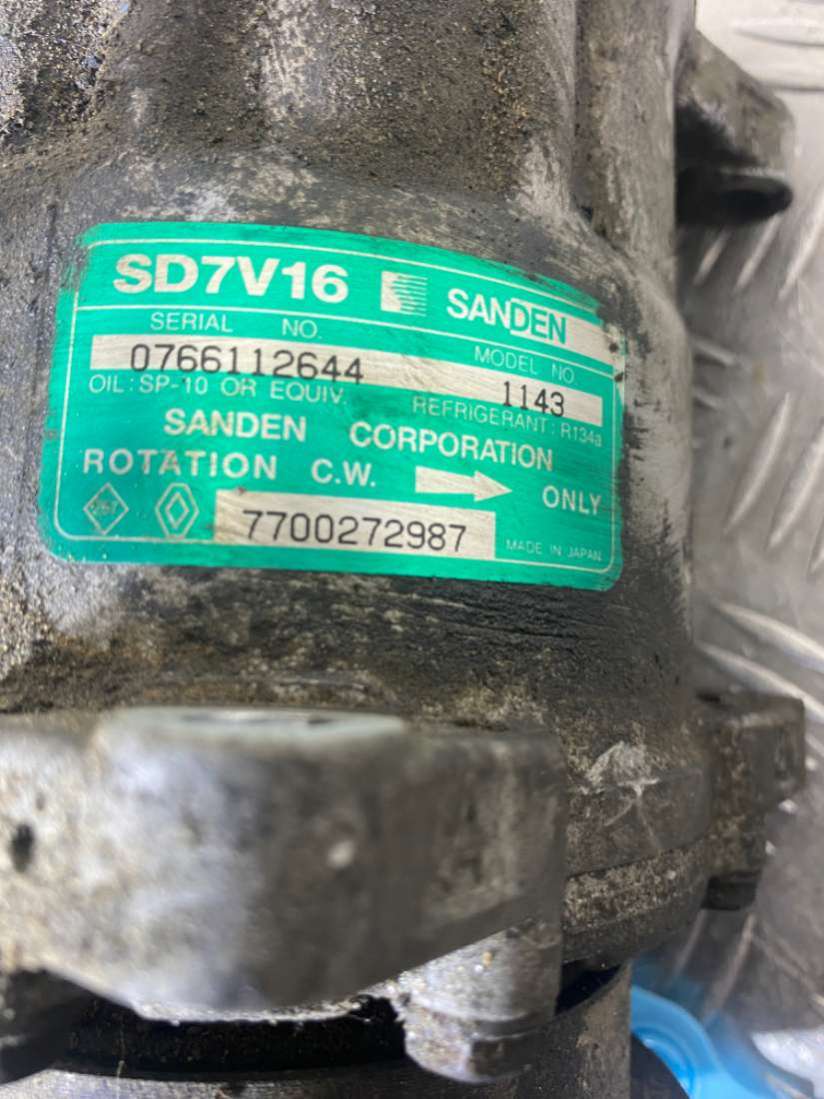 SD7V16 SANDEN
SERIAL NO.
MODEL NO.
0766112644
1143
OIL: SP-10 OR EQUIV.
REFRIGERANT: R134a
SANDEN CORPORATION
ROTATION C.W. ONLY
7700272987
MADE IN JAPAN